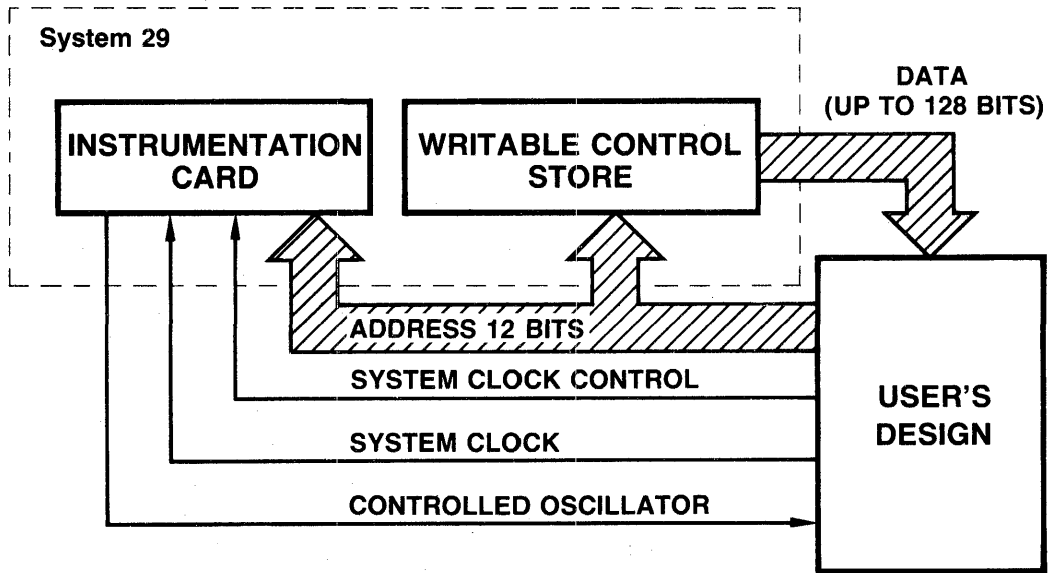 System 29
DATA
(UP TO 128 BITS)
INSTRUMENTATION
CARD
WRITABLE CONTROL
STORE
ADDRESS 12 BITS
SYSTEM CLOCK CONTROL
SYSTEM CLOCK
CONTROLLED OSCILLATOR
USER'S
DESIGN